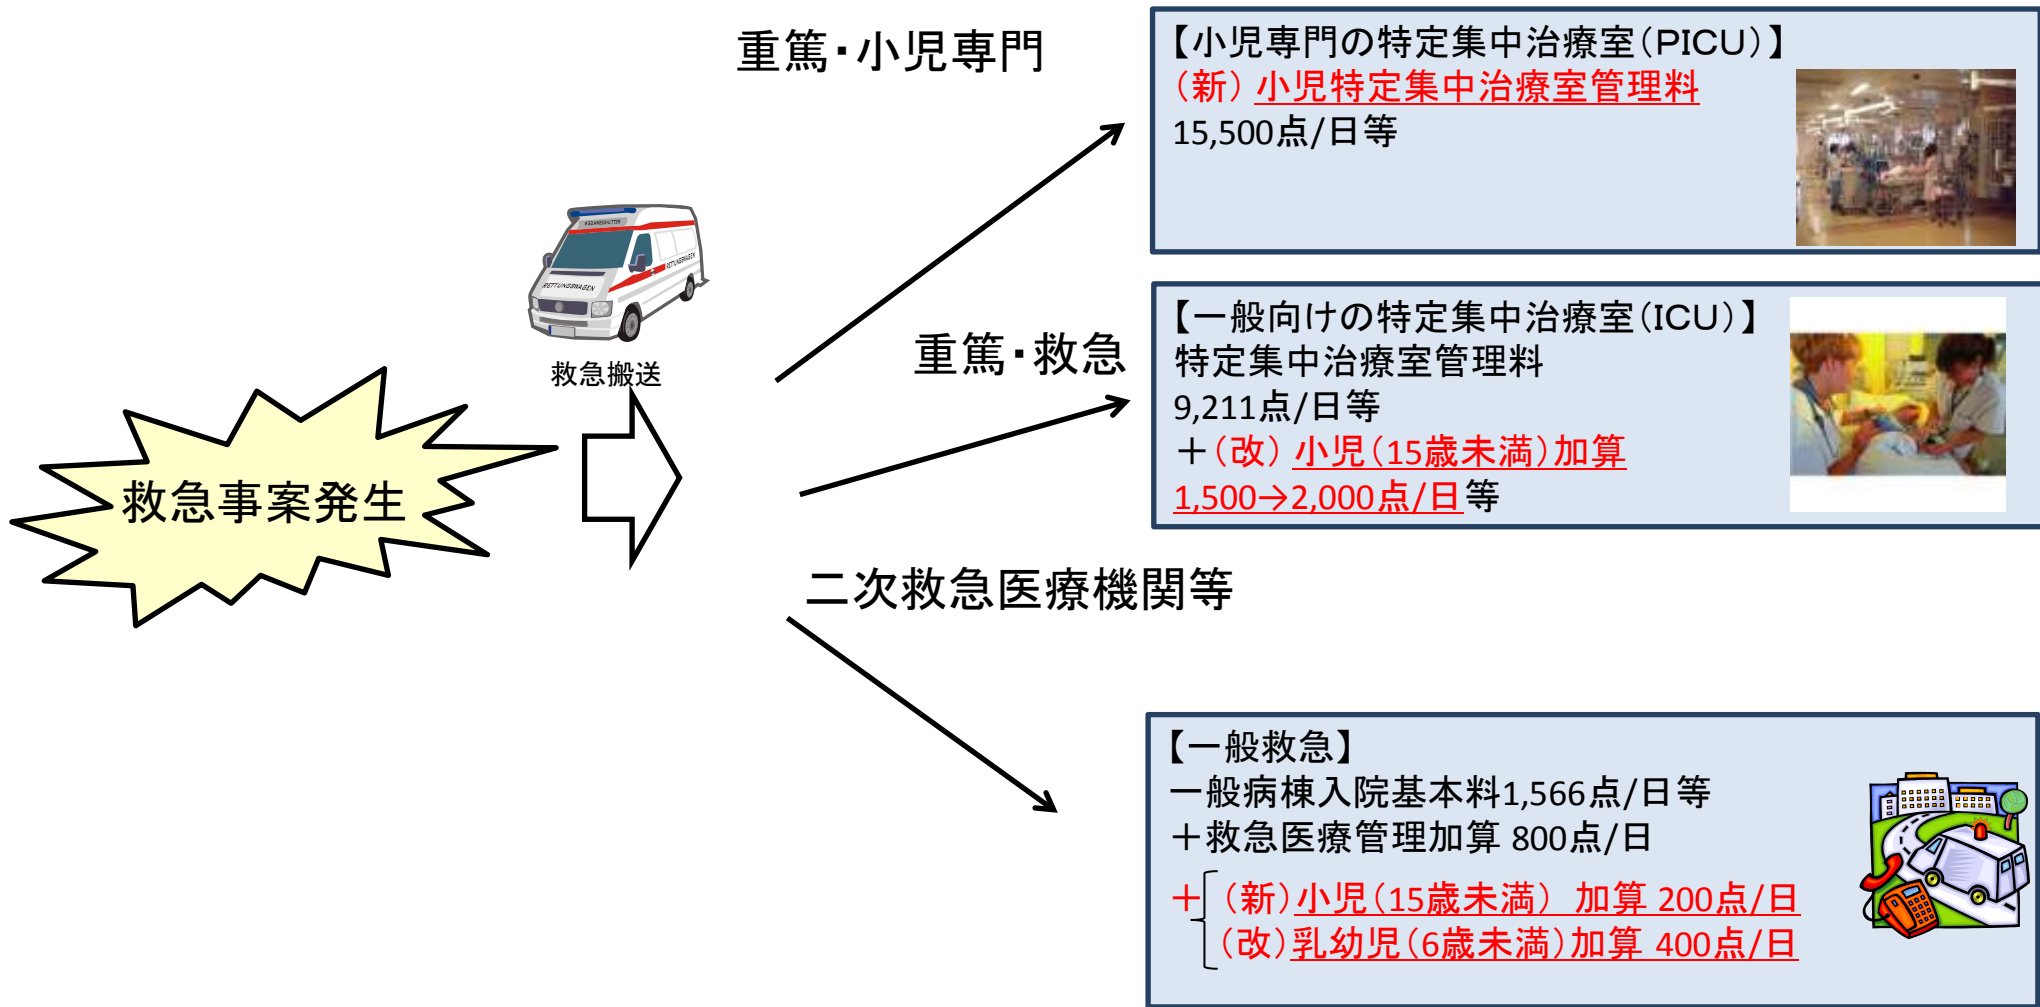 重篤・小児専門
【小児専門の特定集中治療室(PICU)】
(新)小児特定集中治療室管理料
15,500点/日等
救急搬送
RETTUNGSWAGEN
RETTUNGSWAGEN
重篤・救急
【一般向けの特定集中治療室(ICU)】
特定集中治療室管理料
9,211点/日等
+(改)小児(15歳未満)加算
1,500→2,000点/日等
救急事案発生
二次救急医療機関等
【一般救急】
一般病棟入院基本料1,566点/日等
+救急医療管理加算 800点/日
+(新)小児(15歳未満) 加算 200点/日
(改)乳幼児(6歳未満)加算 400点/日